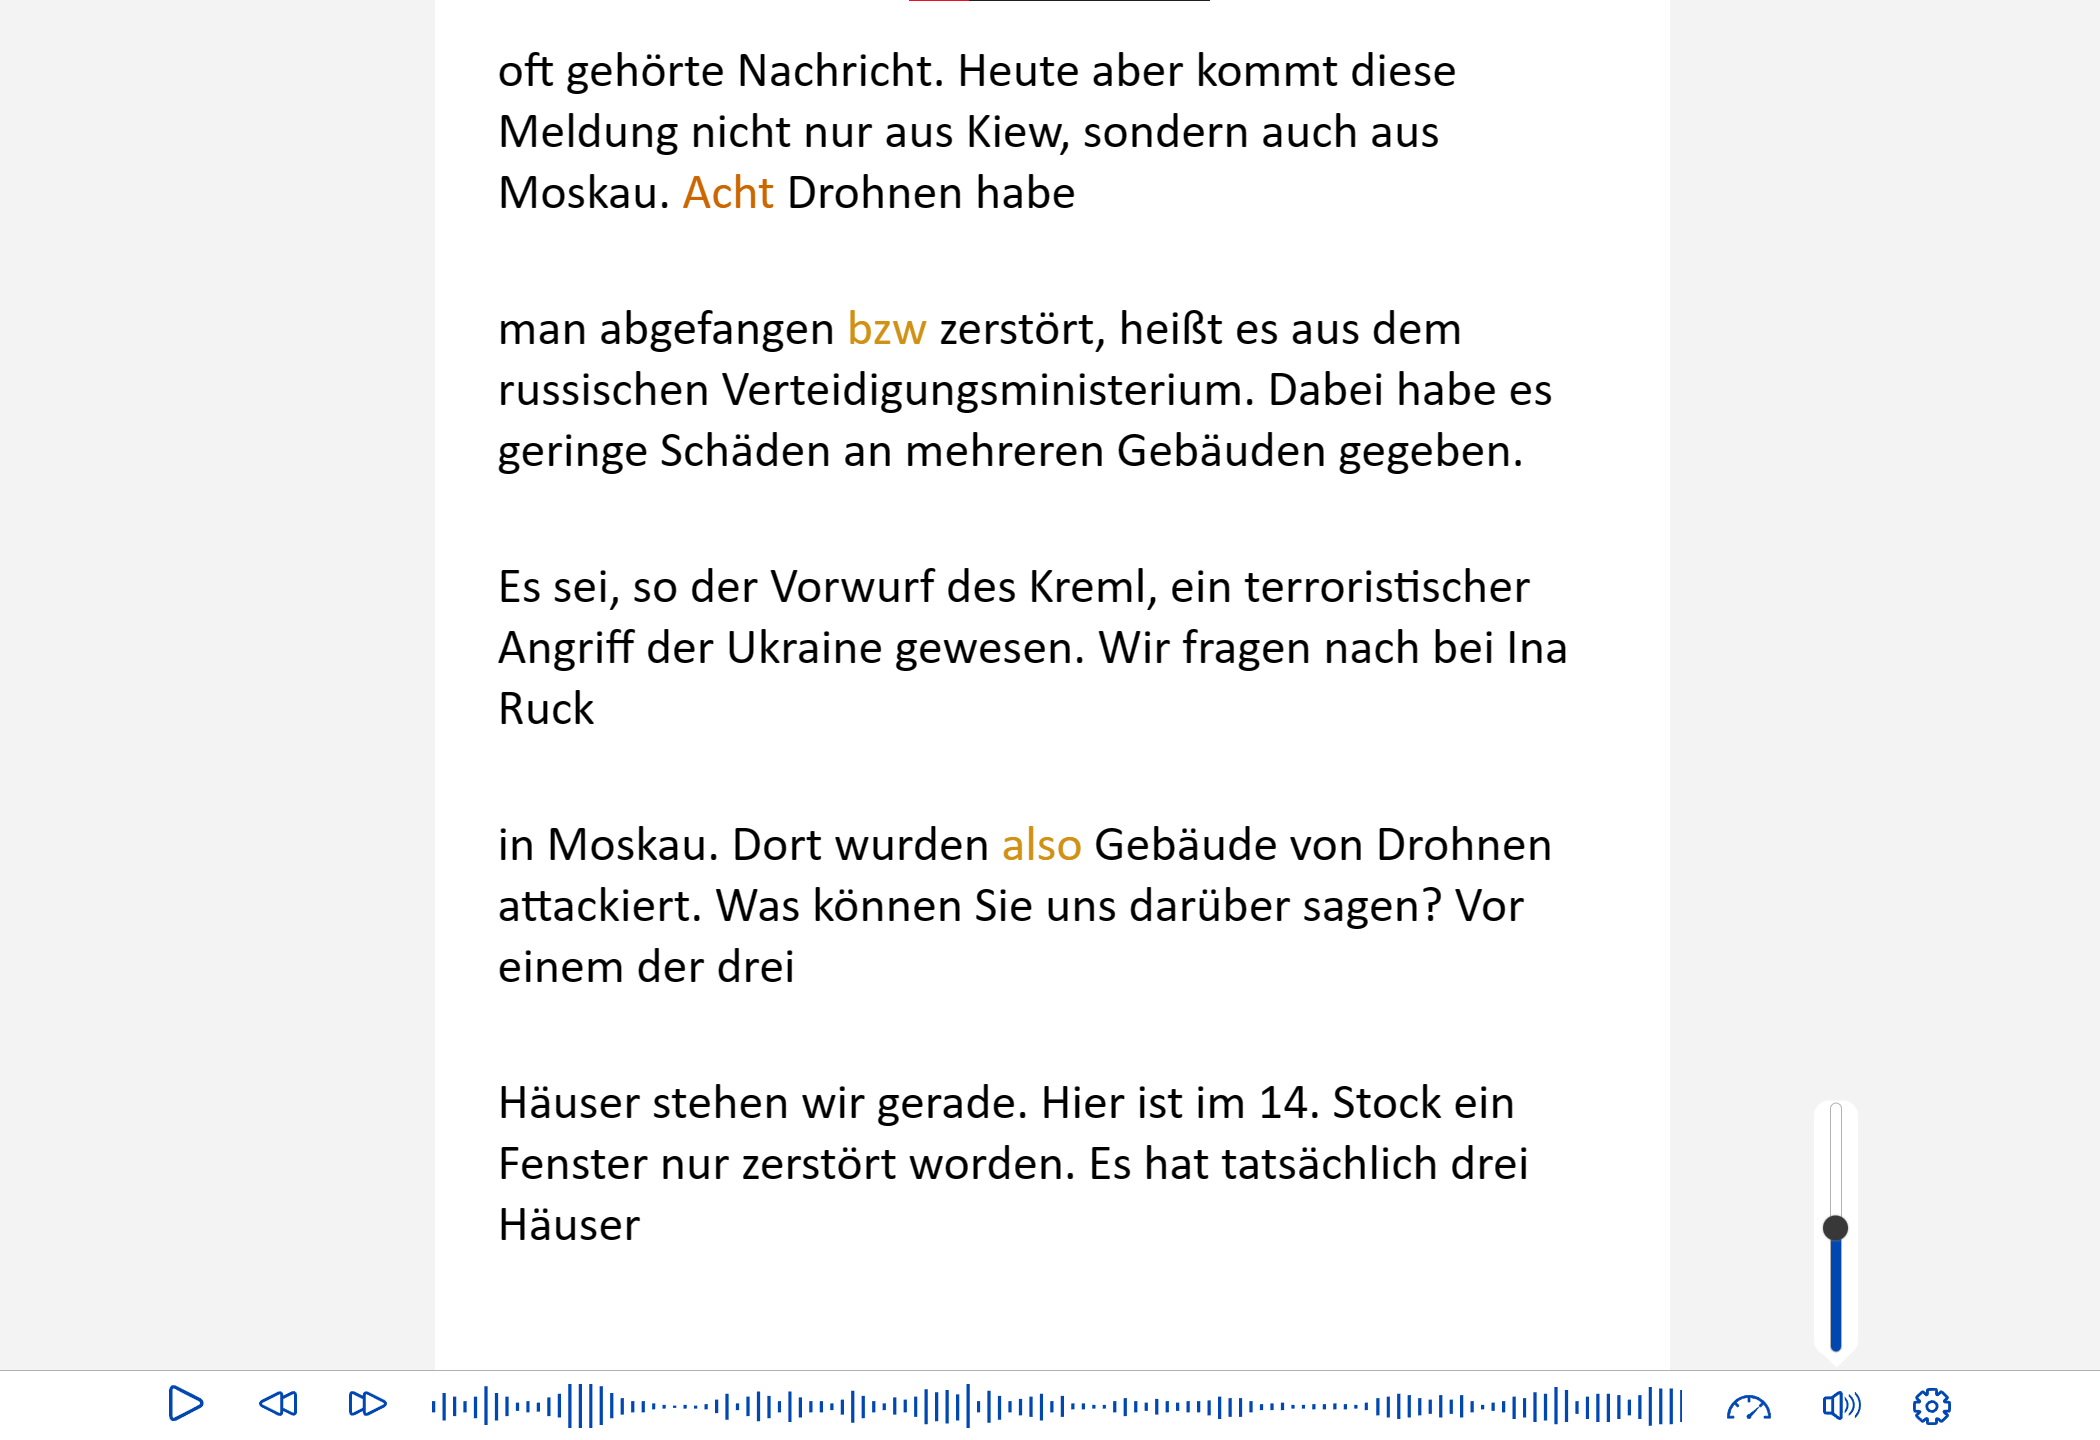 oft gehörte Nachricht. Heute aber kommt diese
Meldung nicht nur aus Kiew, sondern auch aus
Moskau. Acht Drohnen habe
man abgefangen bzw zerstört, heißt es aus dem
russischen Verteidigungsministerium. Dabei habe es
geringe Schäden an mehreren Gebäuden gegeben.
Es sei, so der Vorwurf des Kreml, ein terroristischer
Angriff der Ukraine gewesen. Wir fragen nach bei Ina
Ruck
in Moskau. Dort wurden also Gebäude von Drohnen
attackiert. Was können Sie uns darüber sagen? Vor
einem der drei
Häuser stehen wir gerade. Hier ist im 14. Stock ein
Fenster nur zerstört worden. Es hat tatsächlich drei
Häuser